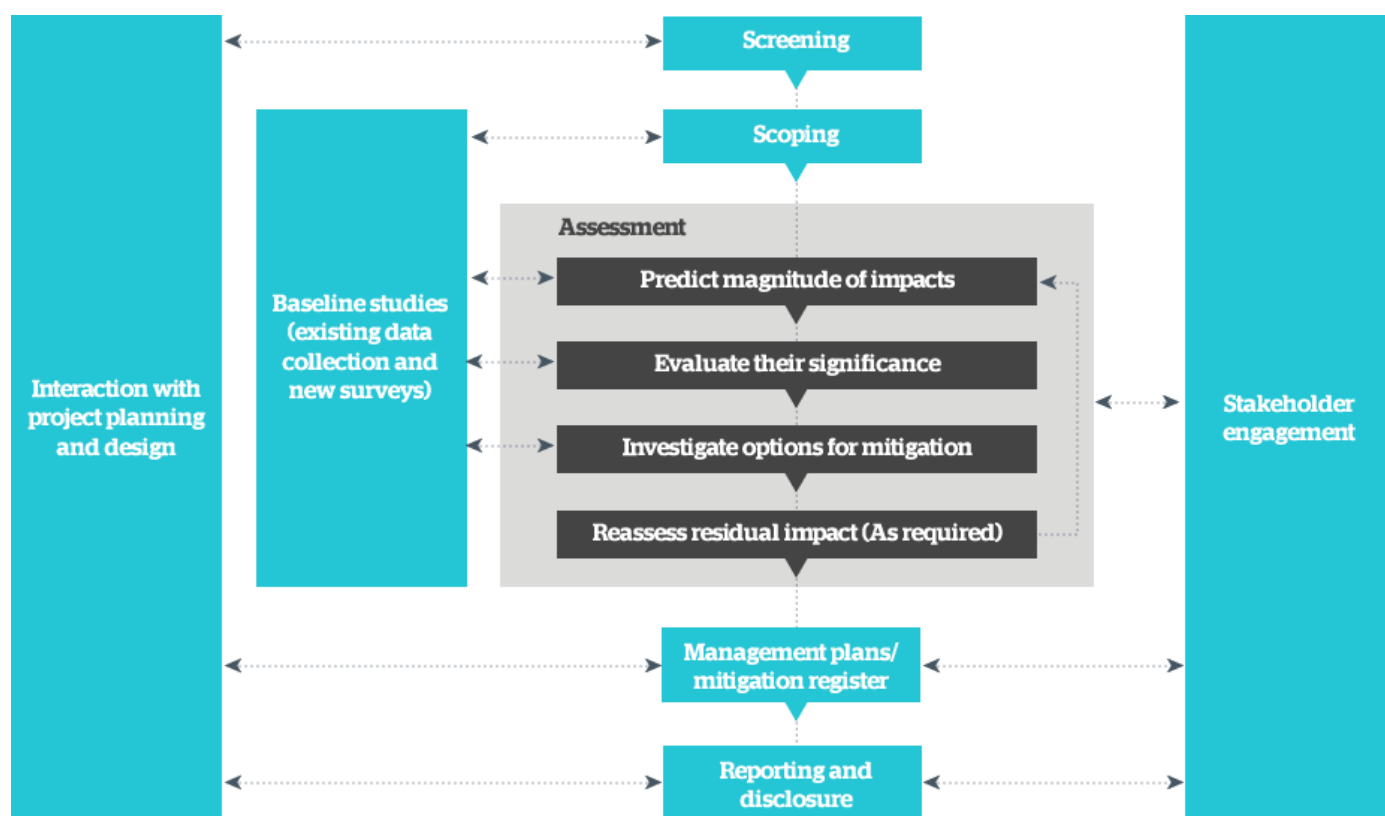 Screening
Scoping
Assessment
Predict magnitude of impacts
Evaluate their significance
Investigate options for mitigation
Reassess residual impact (As required)
Baseline studies
(existing data
collection and
new surveys)
Interaction with
project planning
and design
Stakeholder
engagement
Management plans/
mitigation register
Reporting and
disclosure